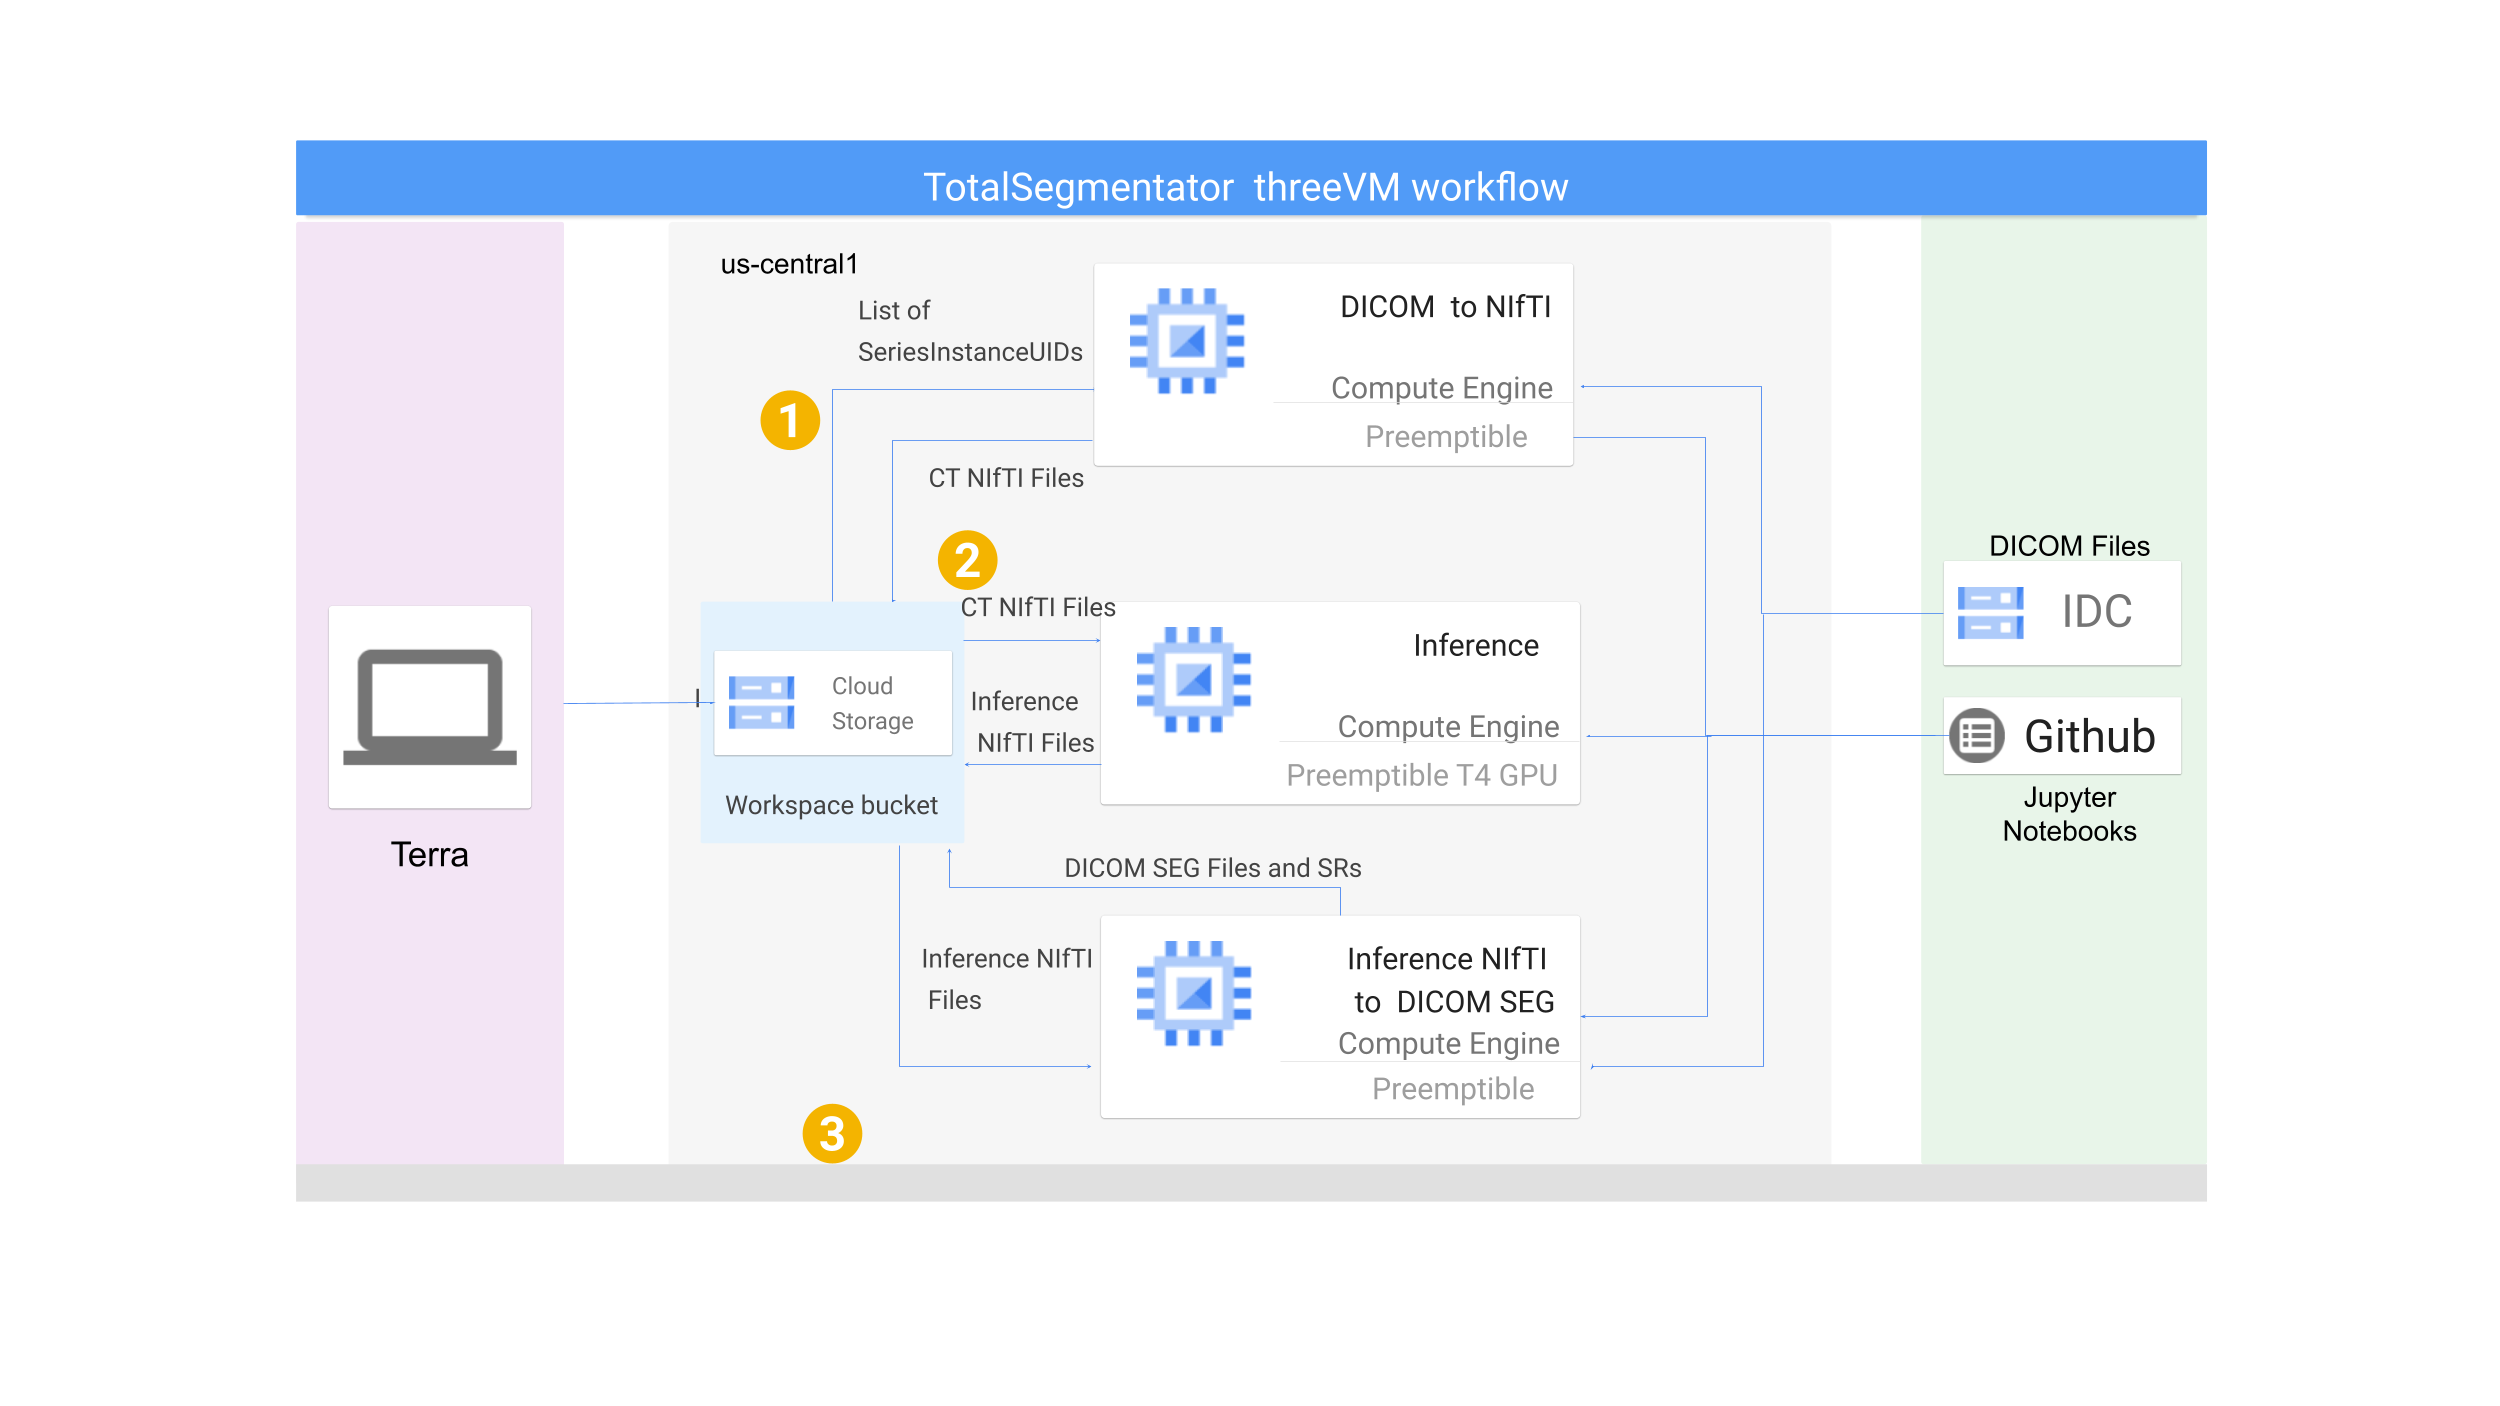 TotalSegmentator threeVM workflow
us-central1
List of
SeriesInstanceUIDs
DICOM to NIfTI
Compute Engine
Preemptible
1
CT NIfTI Files
2
CT NIfTI Files
Inference
Compute Engine
Preemptible T4 GPU
Cloud
Storage
Workspace bucket
Inference
NIfTI Files
Terra
DICOM Files
IDC
Github
Jupyter
Notebooks
DICOM SEG Files and SRs
Inference NIfTI
Files
Inference NIfTI
to DICOM SEG
Compute Engine
Preemptible
3